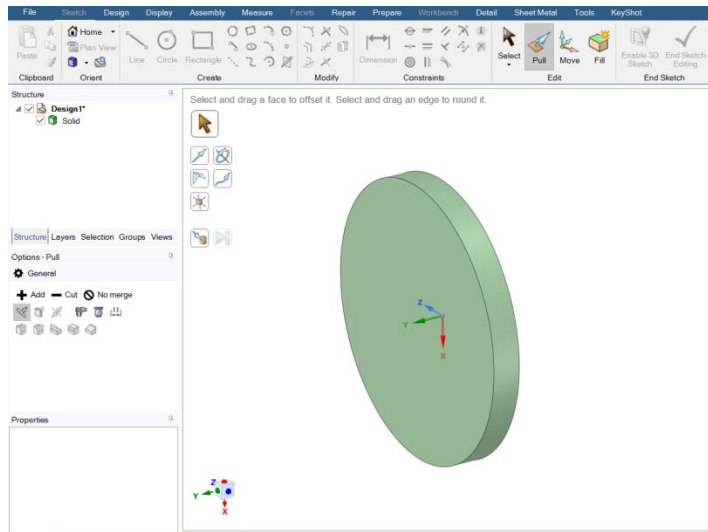 File Sketch Design Display Assembly Measure Facets Repair Prepare Workbench Detail Sheet Metal Tools KeyShot
Paste
Home
Plan View
Line Circle Rectangle
Dimension
Select Pull Move Fill
Enable 3D Sketch
End Sketch Editing
Clipboard Orient Create Modify Constraints Edit End Sketch
Structure
Design1*
Solid
Structure Layers Selection Groups Views
Options - Pull
General
Add Cut No merge
Properties
Select and drag a face to offset it. Select and drag an edge to round it.
Z
Y
X
Z
Y
X